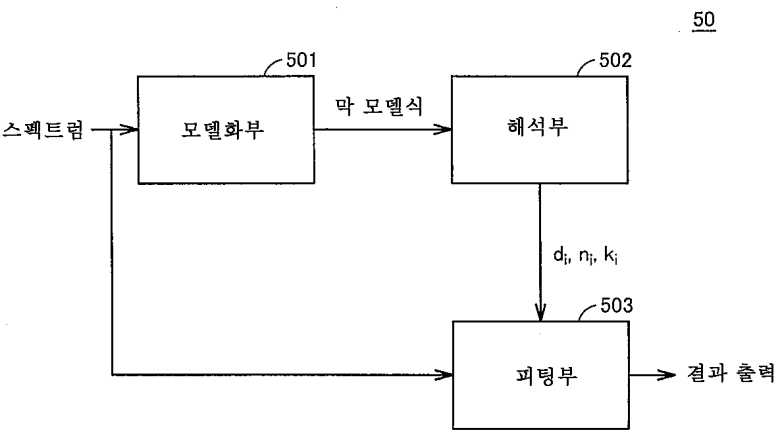 50
501
502
스펙트럼
모델화부
막 모델식
해석부
di, ni, ki
503
피팅부
결과 출력